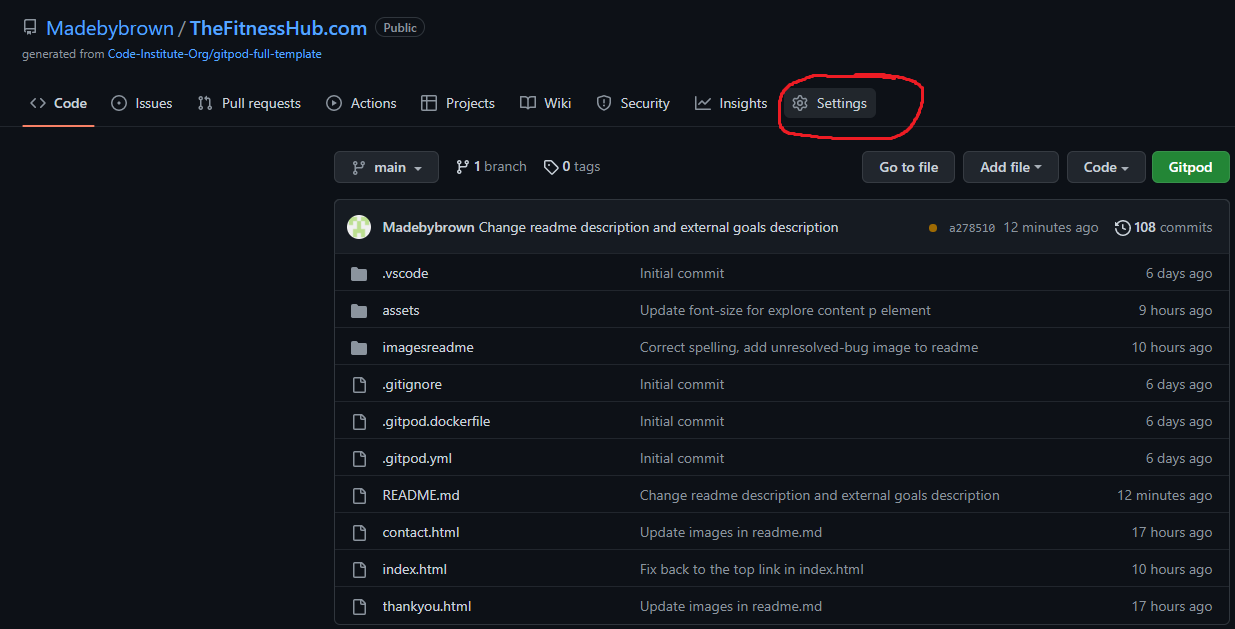 Madebybrown / TheFitnessHub.com Public
generated from Code-Institute-Org/gitpod-full-template
Code Issues Pull requests Actions Projects Wiki Security Insights Settings
main 1 branch 0 tags Go to file Add file Code Gitpod
Madebybrown Change readme description and external goals description a278510 12 minutes ago 108 commits
.vscode Initial commit 6 days ago
assets Update font-size for explore content p element 9 hours ago
imagesreadme Correct spelling, add unresolved-bug image to readme 10 hours ago
.gitignore Initial commit 6 days ago
.gitpod.dockerfile Initial commit 6 days ago
.gitpod.yml Initial commit 6 days ago
README.md Change readme description and external goals description 12 minutes ago
contact.html Update images in readme.md 17 hours ago
index.html Fix back to the top link in index.html 10 hours ago
thankyou.html Update images in readme.md 17 hours ago